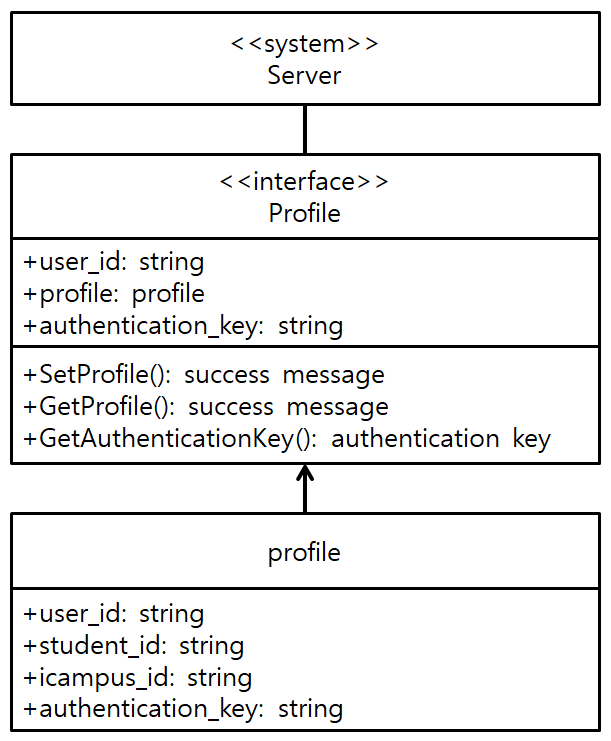 <<system>>
Server
<<interface>>
Profile
+user_id: string
+profile: profile
+authentication_key: string
+SetProfile(): success message
+GetProfile(): success message
+GetAuthenticationKey(): authentication key
profile
+user_id: string
+student_id: string
+icampus_id: string
+authentication_key: string